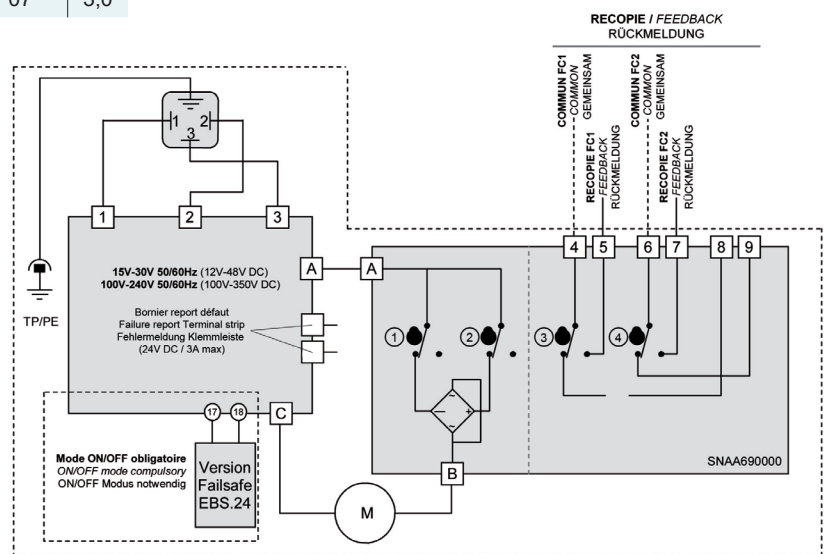 RECOPIE / FEEDBACK
RÜCKMELDUNG
COMMUN FC1
COMMON
GEMEINSAM
RECOPIE FC1
FEEDBACK
RÜCKMELDUNG
COMMUN FC2
COMMON
GEMEINSAM
RECOPIE FC2
FEEDBACK
RÜCKMELDUNG
1 2
3
1 2 3
4 5 6 7 8 9
A A
15V-30V 50/60Hz (12V-48V DC)
100V-240V 50/60Hz (100V-350V DC)
Bornier report défaut
Failure report Terminal strip
Fehlermeldung Klemmleiste
(24V DC / 3A max)
TP/PE
1 2 3 4
~
- +
~
C
17 18
Mode ON/OFF obligatoire
ON/OFF mode compulsory
ON/OFF Modus notwendig
Version
Failsafe
EBS.24
B
M
SNAA690000